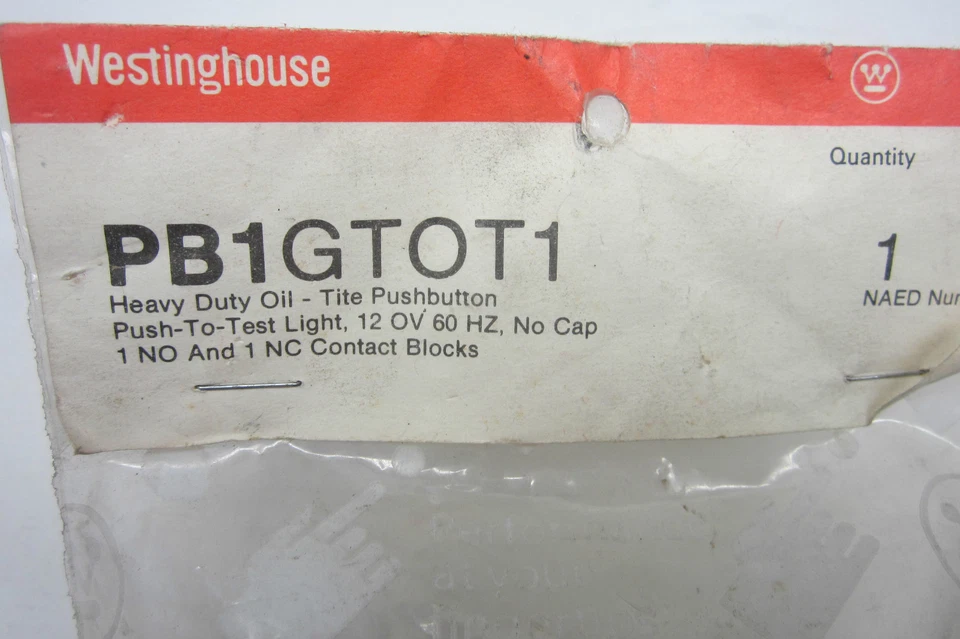 Westinghouse
W
Quantity
PB1GTOT1
1
Heavy Duty Oil - Tite Pushbutton
NAED Nur
Push-To-Test Light, 12 OV 60 HZ, No Cap
1 NO And 1 NC Contact Blocks